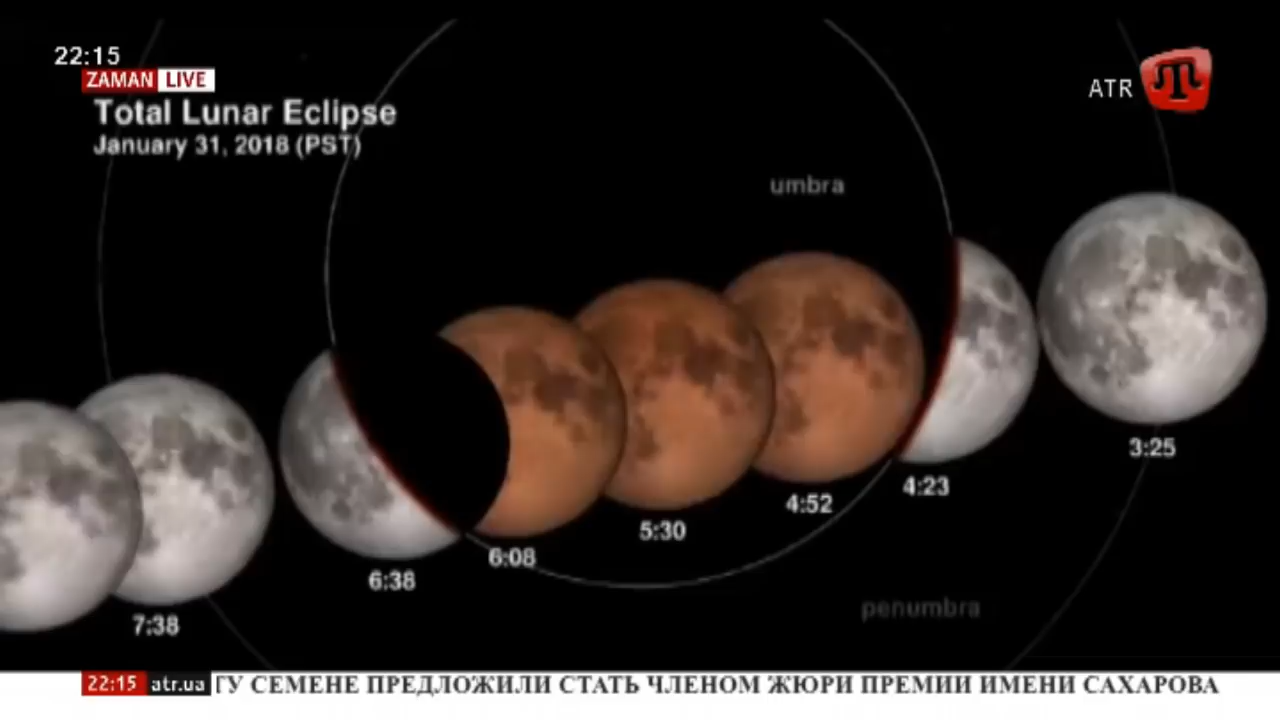 22:15
ZAMAN LIVE
ATR
Total Lunar Eclipse
January 31, 2018 (PST)
umbra
3:25
4:23
4:52
5:30
6:08
6:38
penumbra
7:38
22:15 atr.ua ГУ СЕМЕНЕ ПРЕДЛОЖИЛИ СТАТЬ ЧЛЕНОМ ЖЮРИ ПРЕМИИ ИМЕНИ САХАРОВА